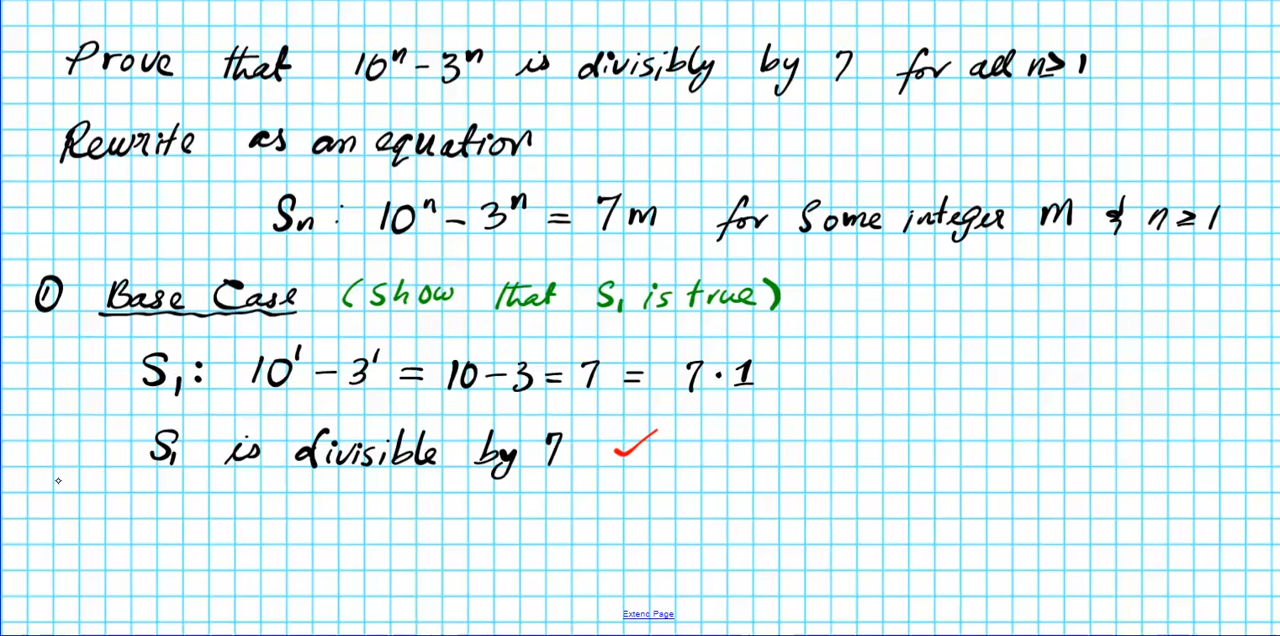 Prove that 10ⁿ - 3ⁿ is divisibly by 7 for all n ≥ 1
Rewrite as an equation
Sₙ : 10ⁿ - 3ⁿ = 7m for some integer m & n ≥ 1
① Base Case (show that S₁ is true)
S₁: 10¹ - 3¹ = 10 - 3 = 7 = 7 · 1
S₁ is divisible by 7 ✓
Extend Page